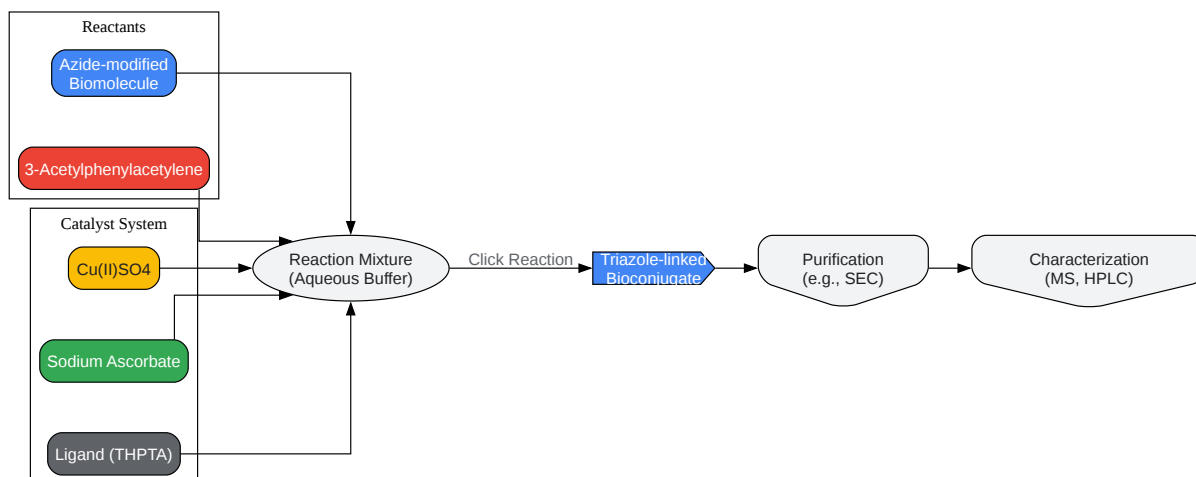 Reactants
Azide-modified
Biomolecule
3-Acetylphenylacetylene
Catalyst System
Cu(II)SO4
Sodium Ascorbate
Ligand (THPTA)
Reaction Mixture
(Aqueous Buffer)
Click Reaction
Triazole-linked
Bioconjugate
Purification
(e.g., SEC)
Characterization
(MS, HPLC)